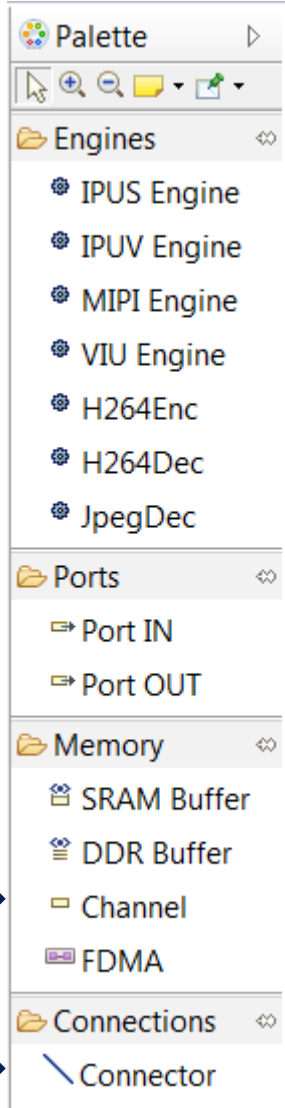 Palette
Engines
IPUS Engine
IPUV Engine
MIPI Engine
VIU Engine
H264Enc
H264Dec
JpegDec
Ports
Port IN
Port OUT
Memory
SRAM Buffer
DDR Buffer
Channel
FDMA
Connections
Connector